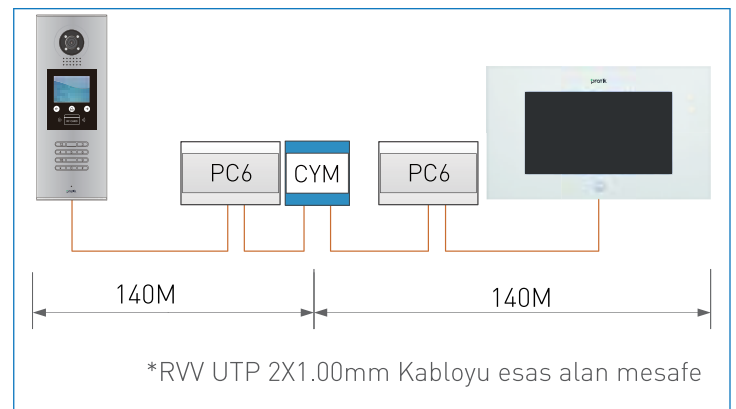 PC6
CYM
PC6
140M
140M
*RVV UTP 2X1.00mm Kabloyu esas alan mesafe